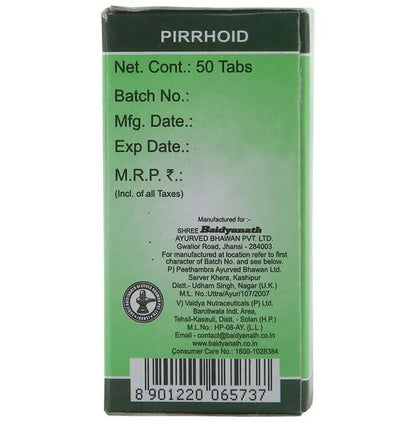 PIRRHOID
Net. Cont.: 50 Tabs
Batch No.:
Mfg. Date.:
Exp Date.:
M.R.P. ₹.:
(Incl. of all Taxes)
Manufactured for :
SHREE Baidyanath
AYURVED BHAWAN PVT. LTD.
Gwalior Road, Jhansi - 284003
For manufactured at location refer to first
character of Batch No. and see below.
P) Peethambra Ayurved Bhawan Ltd.
Server Khera, Kashipur
Distt.- Udham Singh, Nagar (U.K.)
M.L. No.:Uttra/Ayur/107/2007
V) Vaidya Nutraceuticals (P) Ltd.
Barotiwala Indl. Area,
Tehsil-Kasauli, Distt. - Solan (H.P.)
M.L.No.: HP-08-AY. (L.L.)
Email - contact@baidyanath.co.in
www.baidyanath.co.in
Consumer Care No.: 1800-1028384
8 901220 065737